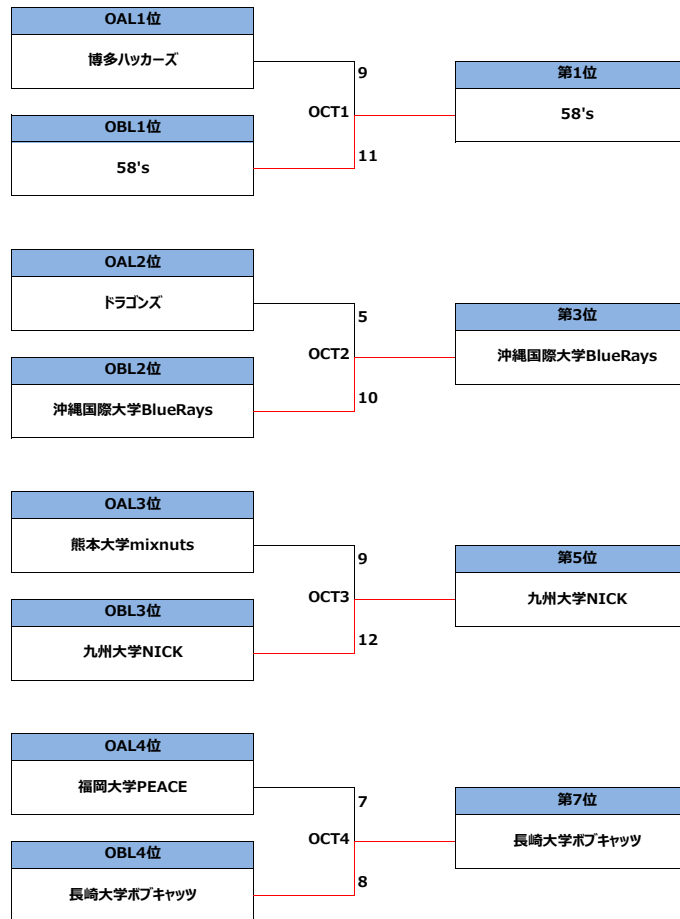 OAL1位
博多ハッカーズ
9
第1位
OCT1
58's
OBL1位
11
58's
OAL2位
ドラゴンズ
5
第3位
OCT2
沖縄国際大学BlueRays
OBL2位
10
沖縄国際大学BlueRays
OAL3位
熊本大学mixnuts
9
第5位
OCT3
九州大学NICK
OBL3位
12
九州大学NICK
OAL4位
福岡大学PEACE
7
第7位
OCT4
長崎大学ボブキャッツ
OBL4位
8
長崎大学ボブキャッツ